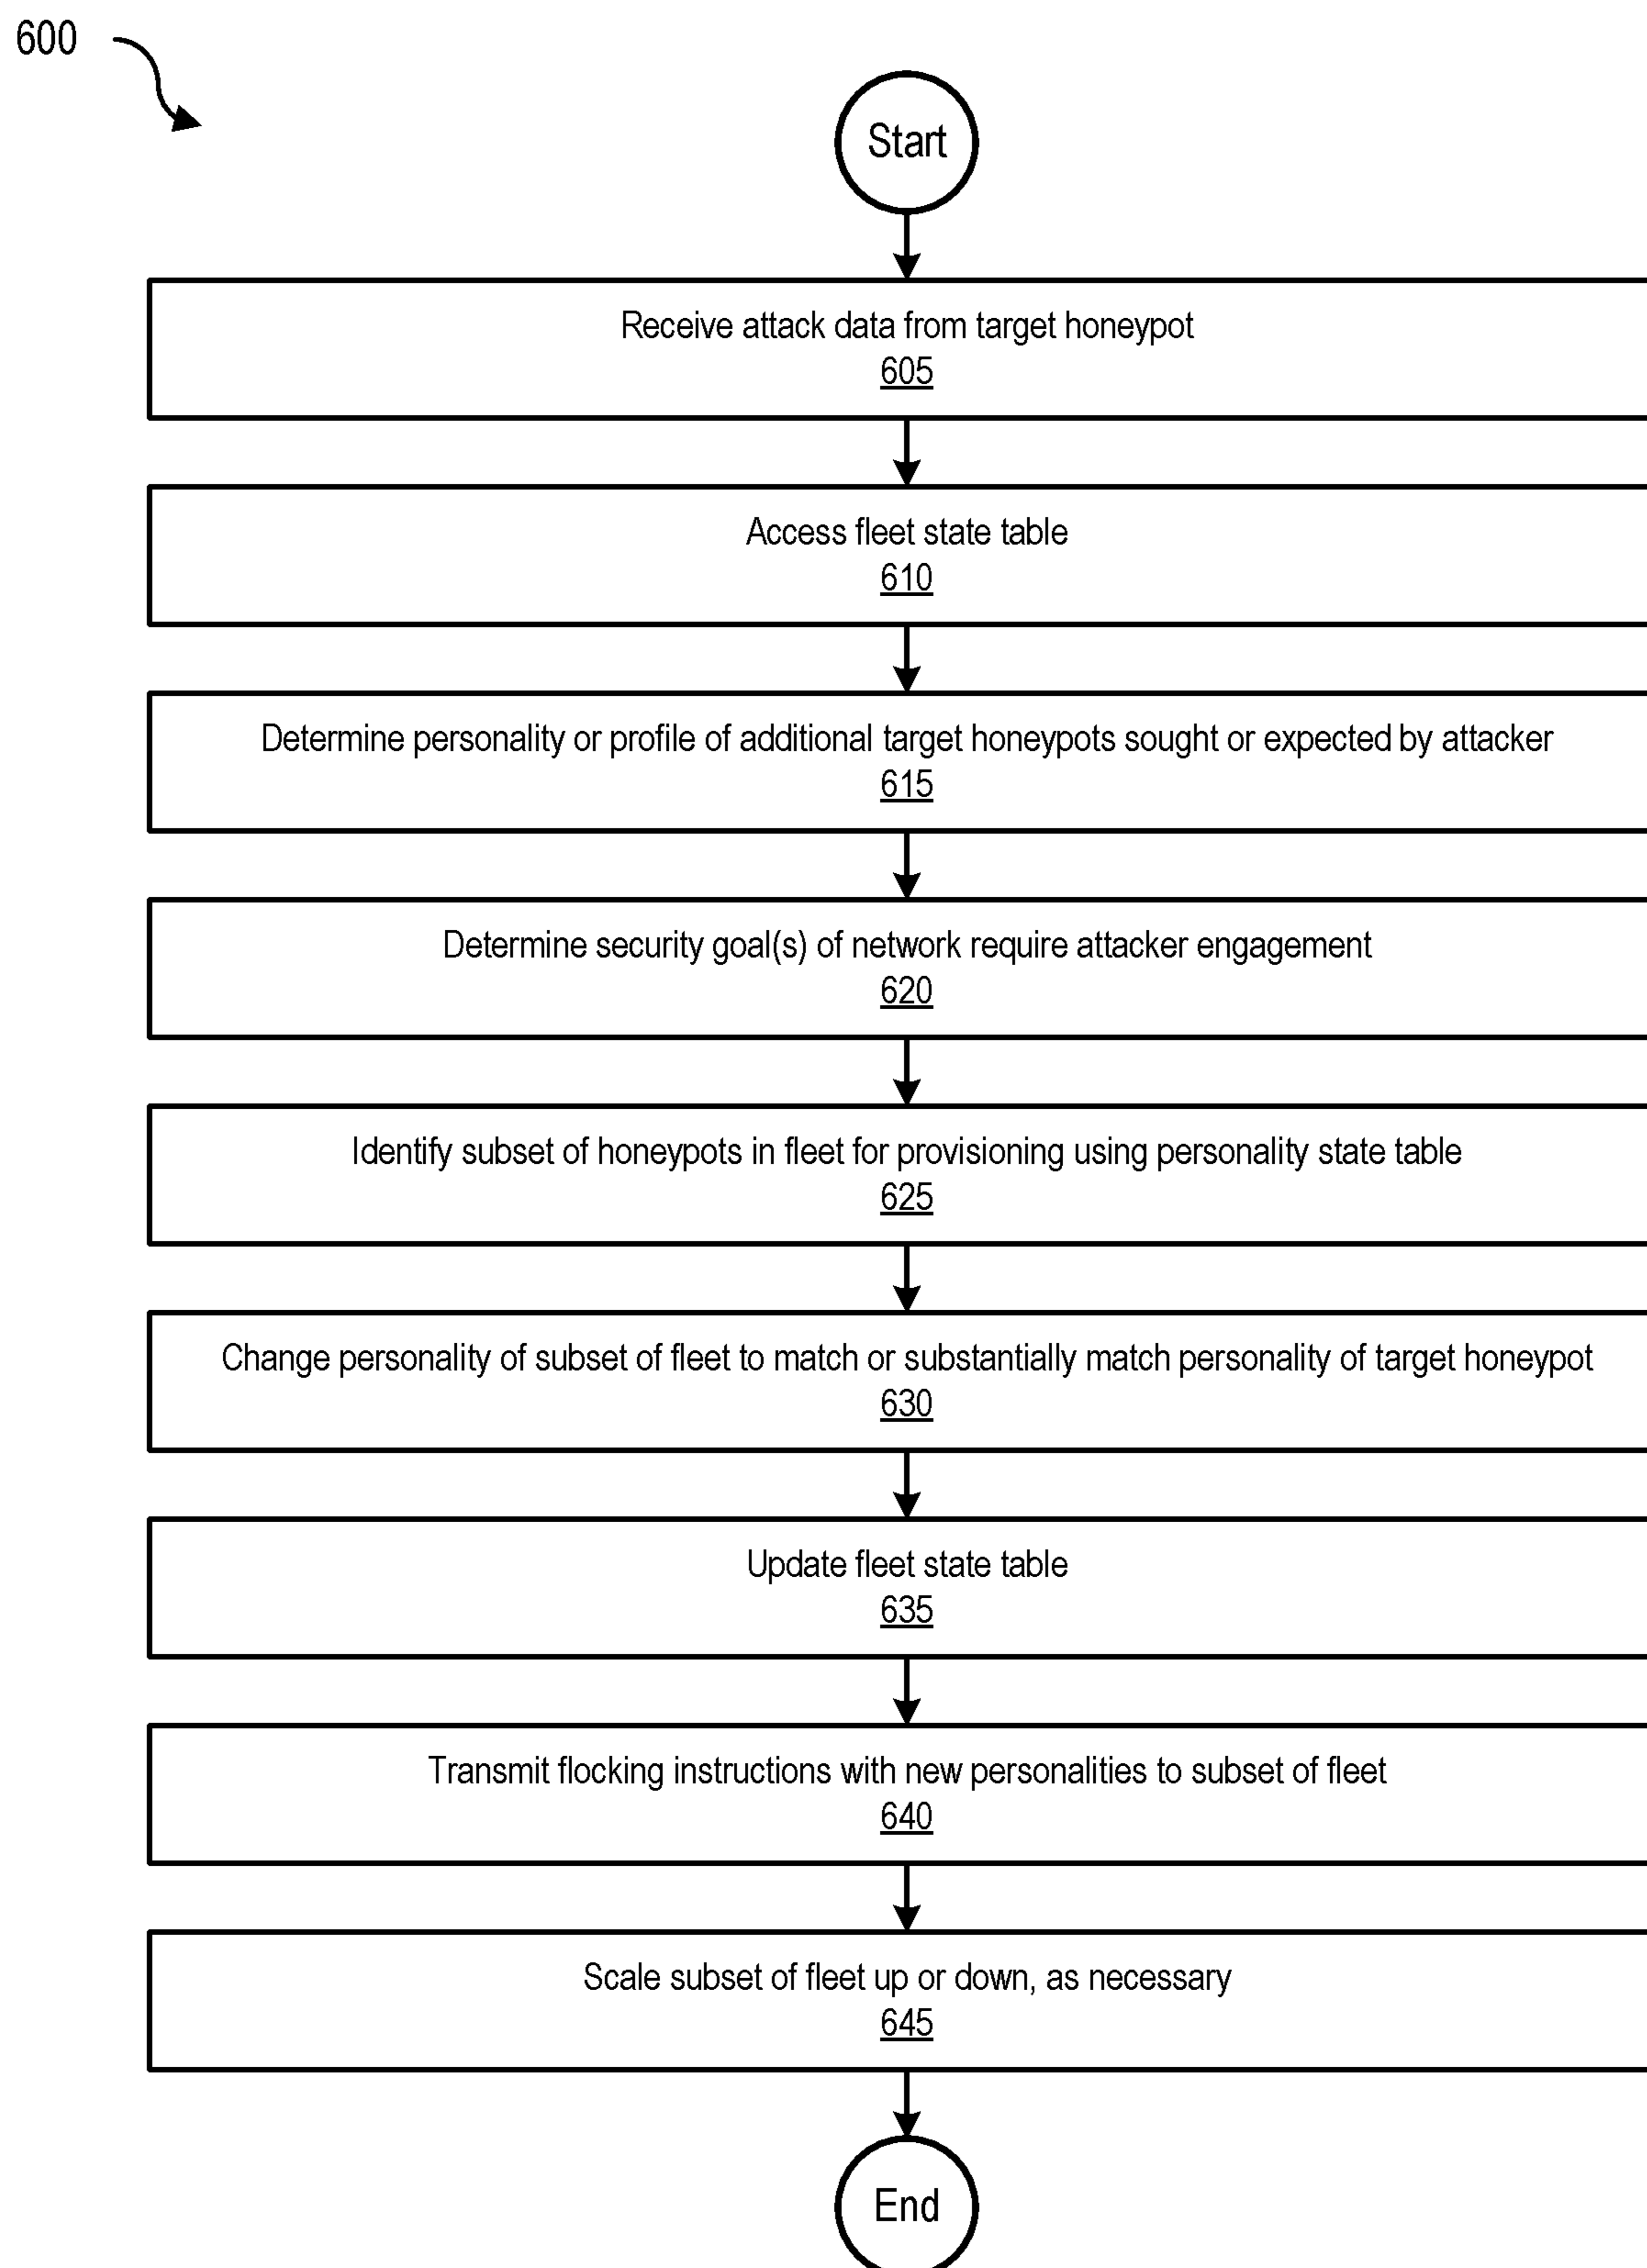 600
Start
Receive attack data from target honeypot
605
Access fleet state table
610
Determine personality or profile of additional target honeypots sought or expected by attacker
615
Determine security goal(s) of network require attacker engagement
620
Identify subset of honeypots in fleet for provisioning using personality state table
625
Change personality of subset of fleet to match or substantially match personality of target honeypot
630
Update fleet state table
635
Transmit flocking instructions with new personalities to subset of fleet
640
Scale subset of fleet up or down, as necessary
645
End